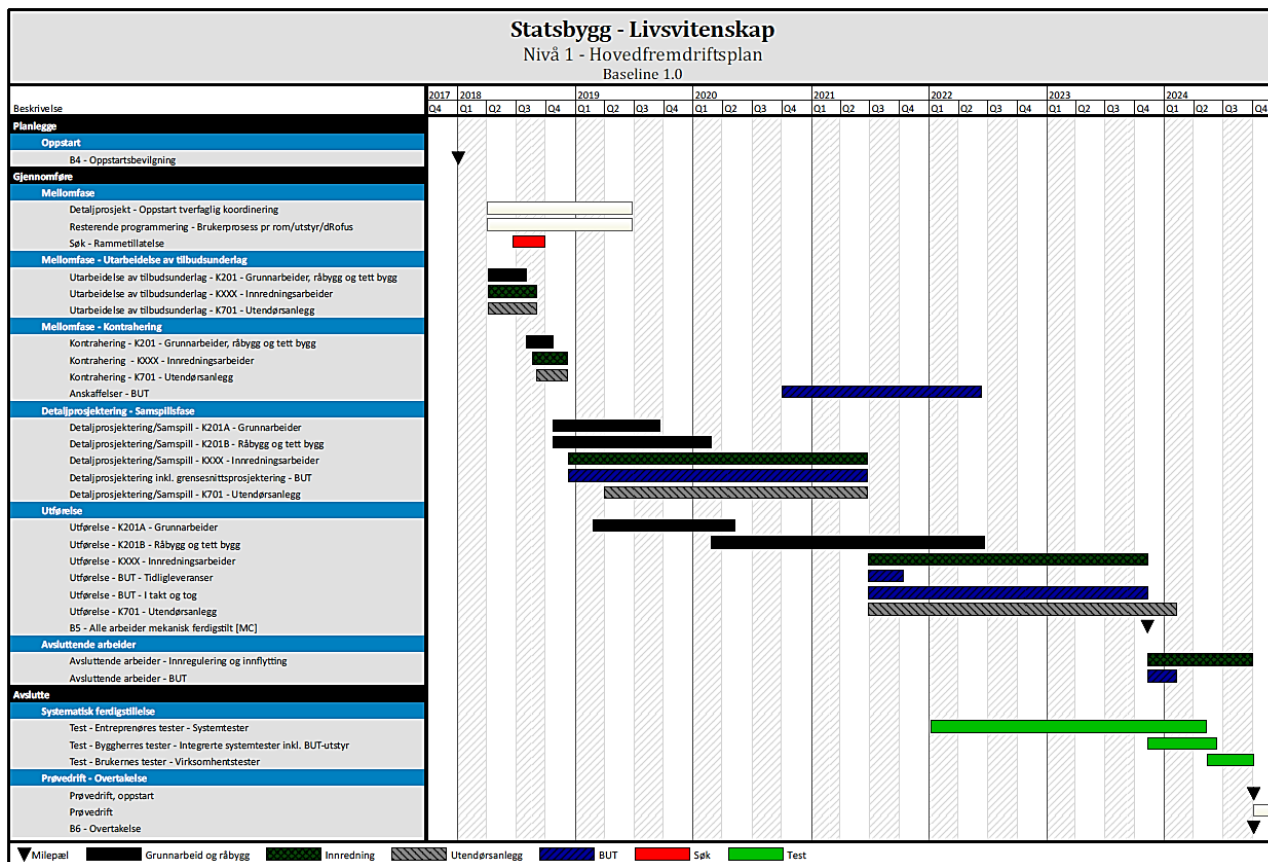 Statsbygg - Livsvitenskap
Nivå 1 - Hovedfremdriftsplan
Baseline 1.0
2017 2018 2019 2020 2021 2022 2023 2024
Beskrivelse Q4 Q1 Q2 Q3 Q4 Q1 Q2 Q3 Q4 Q1 Q2 Q3 Q4 Q1 Q2 Q3 Q4 Q1 Q2 Q3 Q4 Q1 Q2 Q3 Q4 Q1 Q2 Q3 Q4
Planlegge
Oppstart
B4 - Oppstartsbevilgning
Gjennomføre
Mellomfase
Detaljprosjekt - Oppstart tverfaglig koordinering
Resterende programmering - Brukerprosess pr rom/utstyr/dRofus
Søk - Rammetillatelse
Mellomfase - Utarbeidelse av tilbudsunderlag
Utarbeidelse av tilbudsunderlag - K201 - Grunnarbeider, råbygg og tett bygg
Utarbeidelse av tilbudsunderlag - KXXX - Innredningsarbeider
Utarbeidelse av tilbudsunderlag - K701 - Utendørsanlegg
Mellomfase - Kontrahering
Kontrahering - K201 - Grunnarbeider, råbygg og tett bygg
Kontrahering - KXXX - Innredningsarbeider
Kontrahering - K701 - Utendørsanlegg
Anskaffelser - BUT
Detaljprosjektering - Samspillsfase
Detaljprosjektering/Samspill - K201A - Grunnarbeider
Detaljprosjektering/Samspill - K201B - Råbygg og tett bygg
Detaljprosjektering/Samspill - KXXX - Innredningsarbeider
Detaljprosjektering inkl. grensesnittsprosjektering - BUT
Detaljprosjektering/Samspill - K701 - Utendørsanlegg
Utførelse
Utførelse - K201A - Grunnarbeider
Utførelse - K201B - Råbygg og tett bygg
Utførelse - KXXX - Innredningsarbeider
Utførelse - BUT - Tidligleveranser
Utførelse - BUT - I takt og tog
Utførelse - K701 - Utendørsanlegg
B5 - Alle arbeider mekanisk ferdigstilt [MC]
Avsluttende arbeider
Avsluttende arbeider - Innregulering og innflytting
Avsluttende arbeider - BUT
Avslutte
Systematisk ferdigstillelse
Test - Entreprenøres tester - Systemtester
Test - Byggherres tester - Integrerte systemtester inkl. BUT-utstyr
Test - Brukernes tester - Virksomhentstester
Prøvedrift - Overtakelse
Prøvedrift, oppstart
Prøvedrift
B6 - Overtakelse
Milepæl Grunnarbeid og råbygg Innredning Utendørsanlegg BUT Søk Test